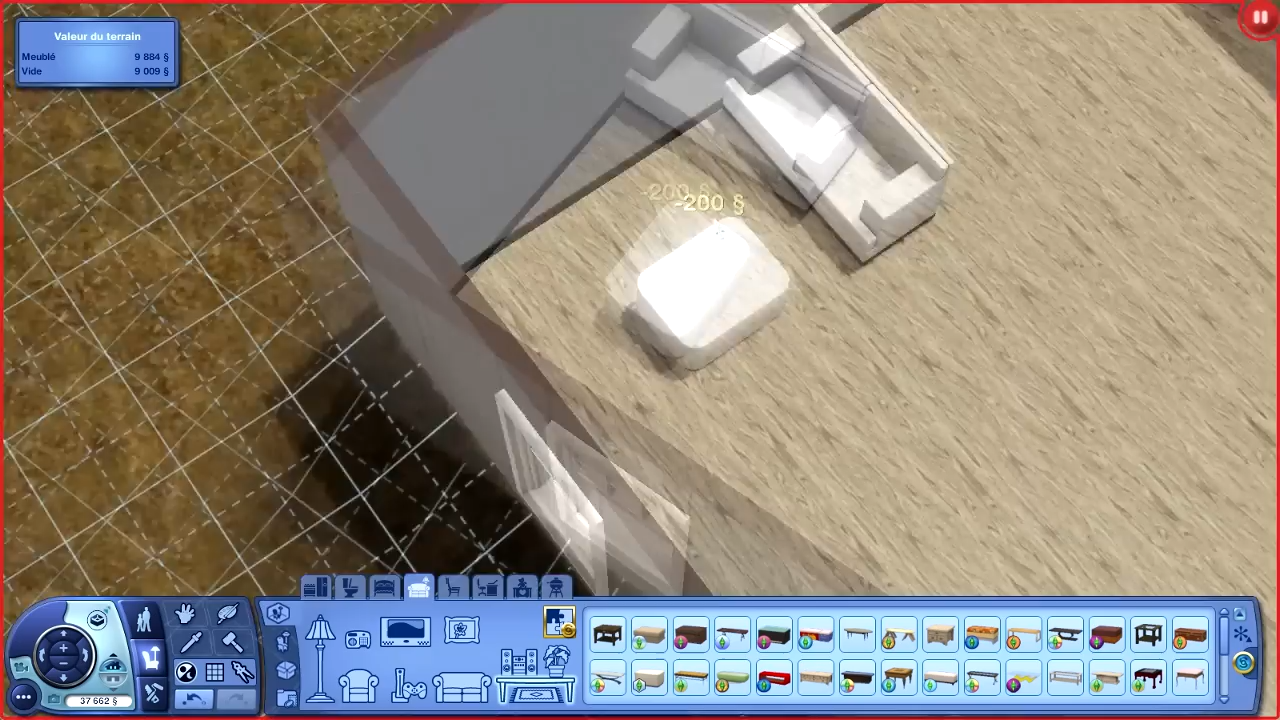 Valeur du terrain
Meublé 9 884 §
Vide 9 009 §
-200 §
-200 §
37 662 §